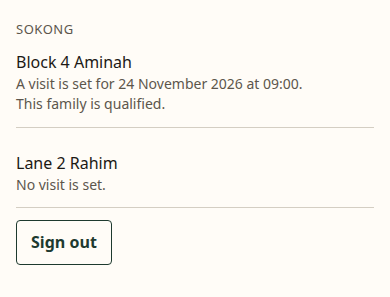 SOKONG
Block 4 Aminah
A visit is set for 24 November 2026 at 09:00.
This family is qualified.
Lane 2 Rahim
No visit is set.
Sign out